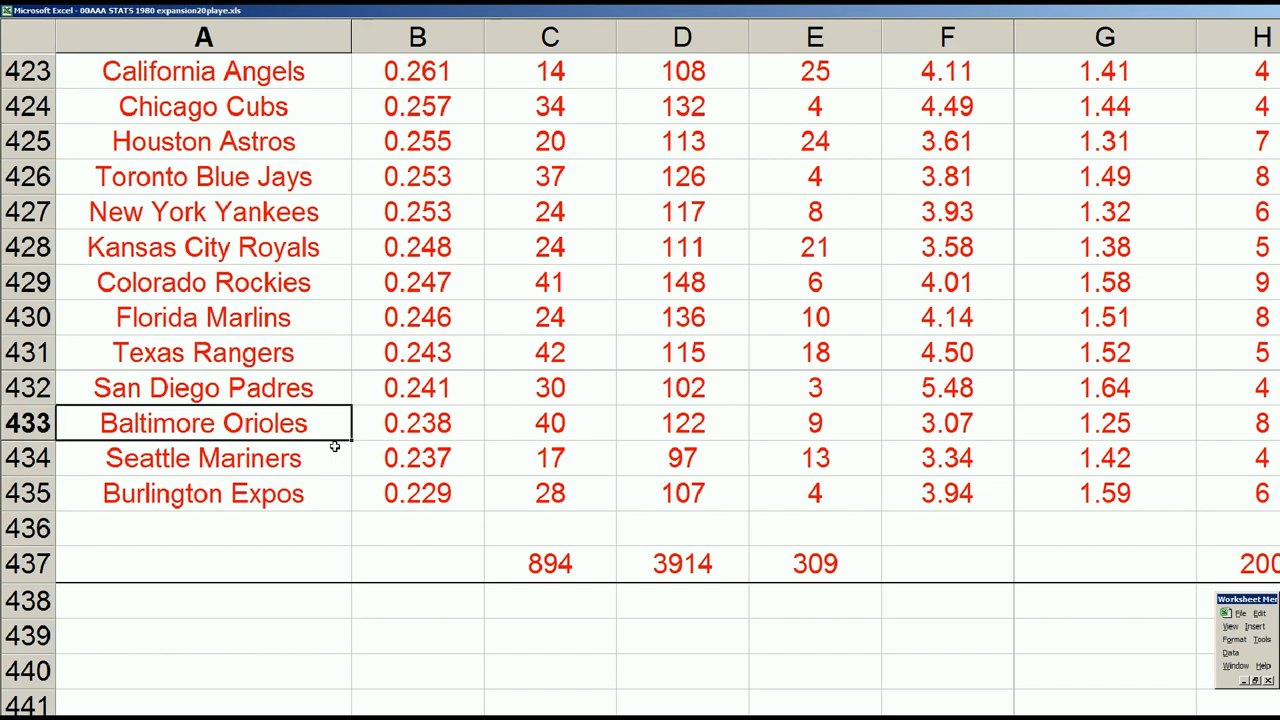 Microsoft Excel - 00AAA STATS 1980 expansion20playe.xls
A B C D E F G H
423 California Angels 0.261 14 108 25 4.11 1.41 4
424 Chicago Cubs 0.257 34 132 4 4.49 1.44 4
425 Houston Astros 0.255 20 113 24 3.61 1.31 7
426 Toronto Blue Jays 0.253 37 126 4 3.81 1.49 8
427 New York Yankees 0.253 24 117 8 3.93 1.32 6
428 Kansas City Royals 0.248 24 111 21 3.58 1.38 5
429 Colorado Rockies 0.247 41 148 6 4.01 1.58 9
430 Florida Marlins 0.246 24 136 10 4.14 1.51 8
431 Texas Rangers 0.243 42 115 18 4.50 1.52 5
432 San Diego Padres 0.241 30 102 3 5.48 1.64 4
433 Baltimore Orioles 0.238 40 122 9 3.07 1.25 8
434 Seattle Mariners 0.237 17 97 13 3.34 1.42 4
435 Burlington Expos 0.229 28 107 4 3.94 1.59 6
436
437 894 3914 309 200
438
439
440
441
Worksheet Mer
File Edit
View Insert
Format Tools
Data
Window Help